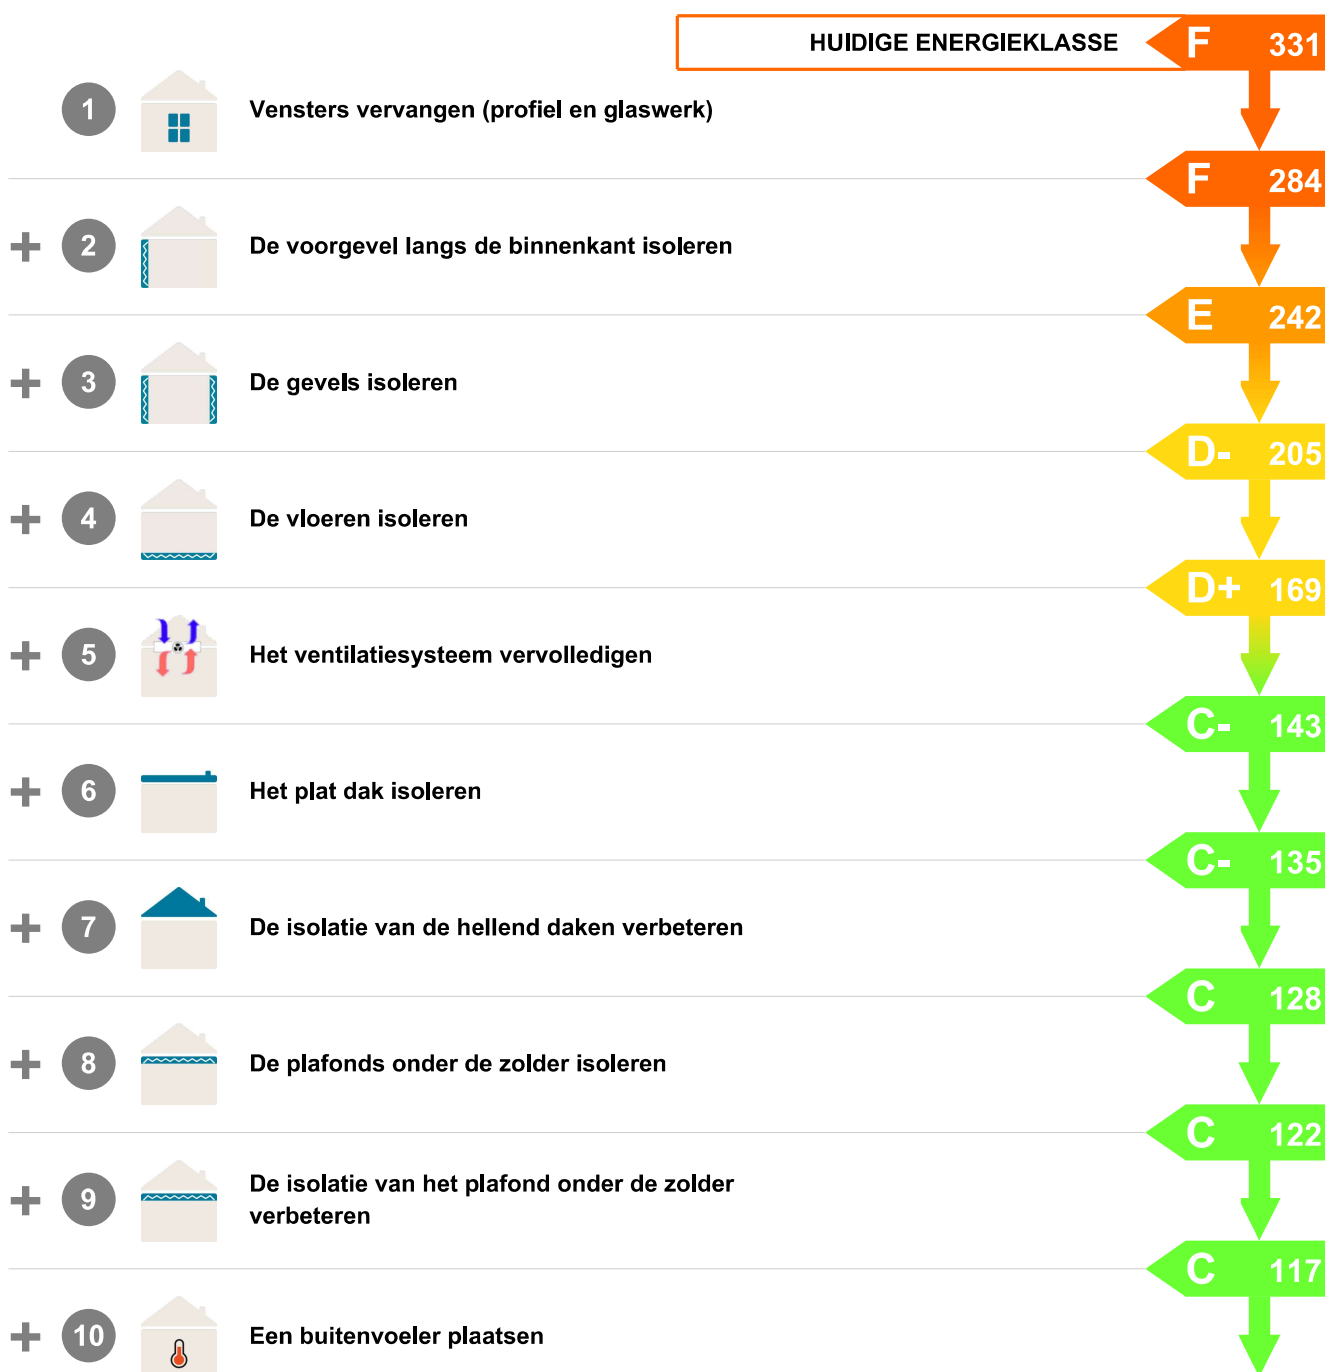 HUIDIGE ENERGIEKLASSE F 331
1 Vensters vervangen (profiel en glaswerk)
F 284
+ 2 De voorgevel langs de binnenkant isoleren
E 242
+ 3 De gevels isoleren
D- 205
+ 4 De vloeren isoleren
D+ 169
+ 5 Het ventilatiesysteem vervolledigen
C- 143
+ 6 Het plat dak isoleren
C- 135
+ 7 De isolatie van de hellend daken verbeteren
C 128
+ 8 De plafonds onder de zolder isoleren
C 122
+ 9 De isolatie van het plafond onder de zolder
verbeteren
C 117
+ 10 Een buitenvoeler plaatsen